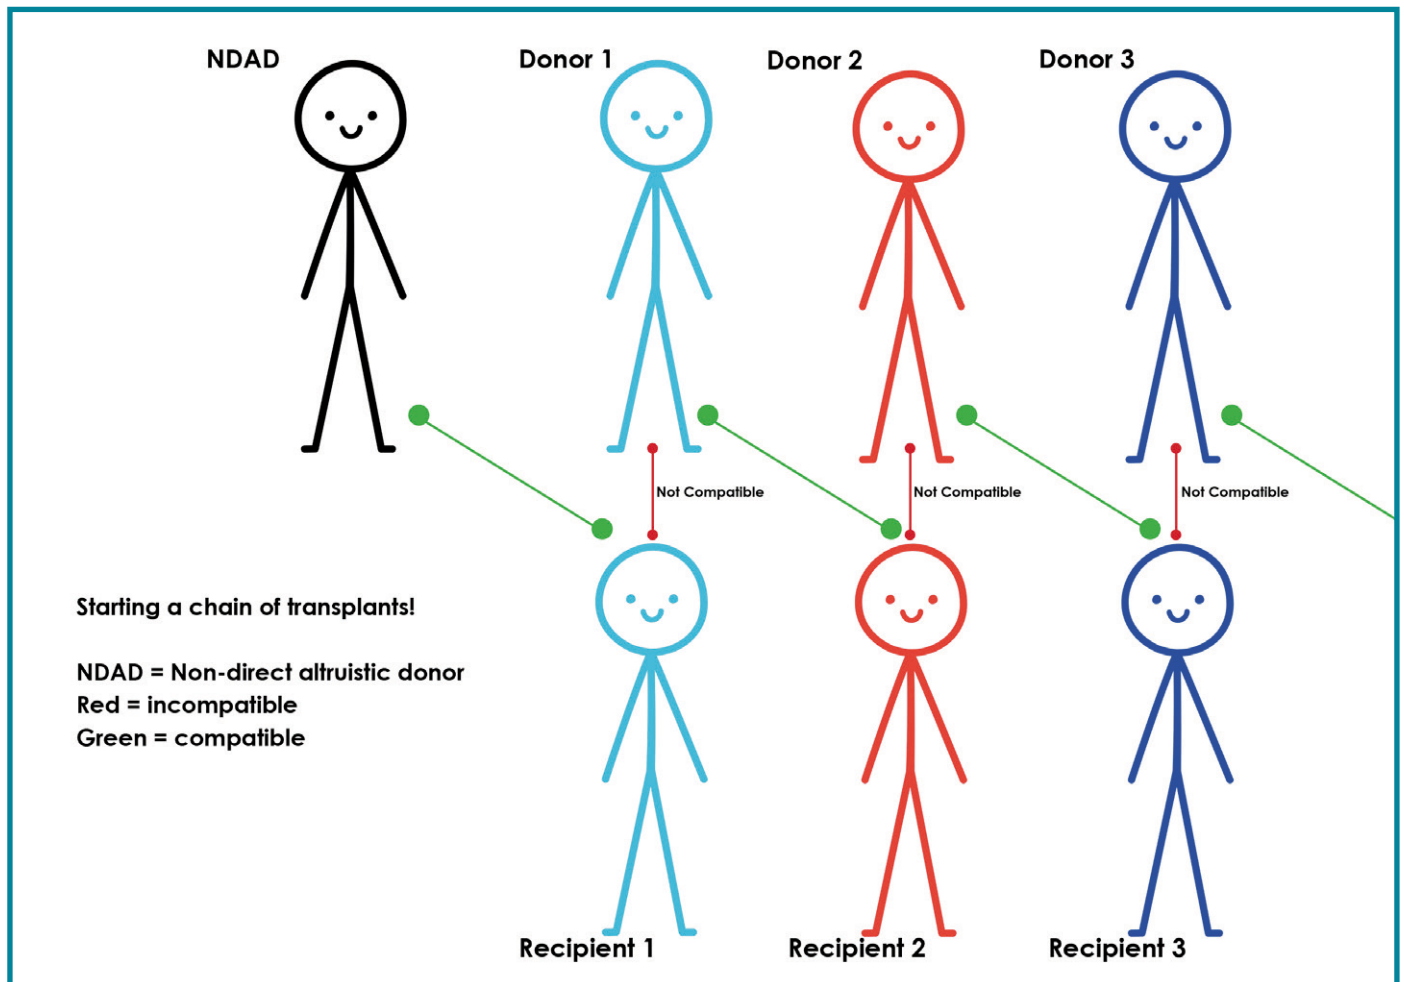 NDAD
Donor 1
Donor 2
Donor 3
Not Compatible
Not Compatible
Not Compatible
Starting a chain of transplants!
NDAD = Non-direct altruistic donor
Red = incompatible
Green = compatible
Recipient 1
Recipient 2
Recipient 3